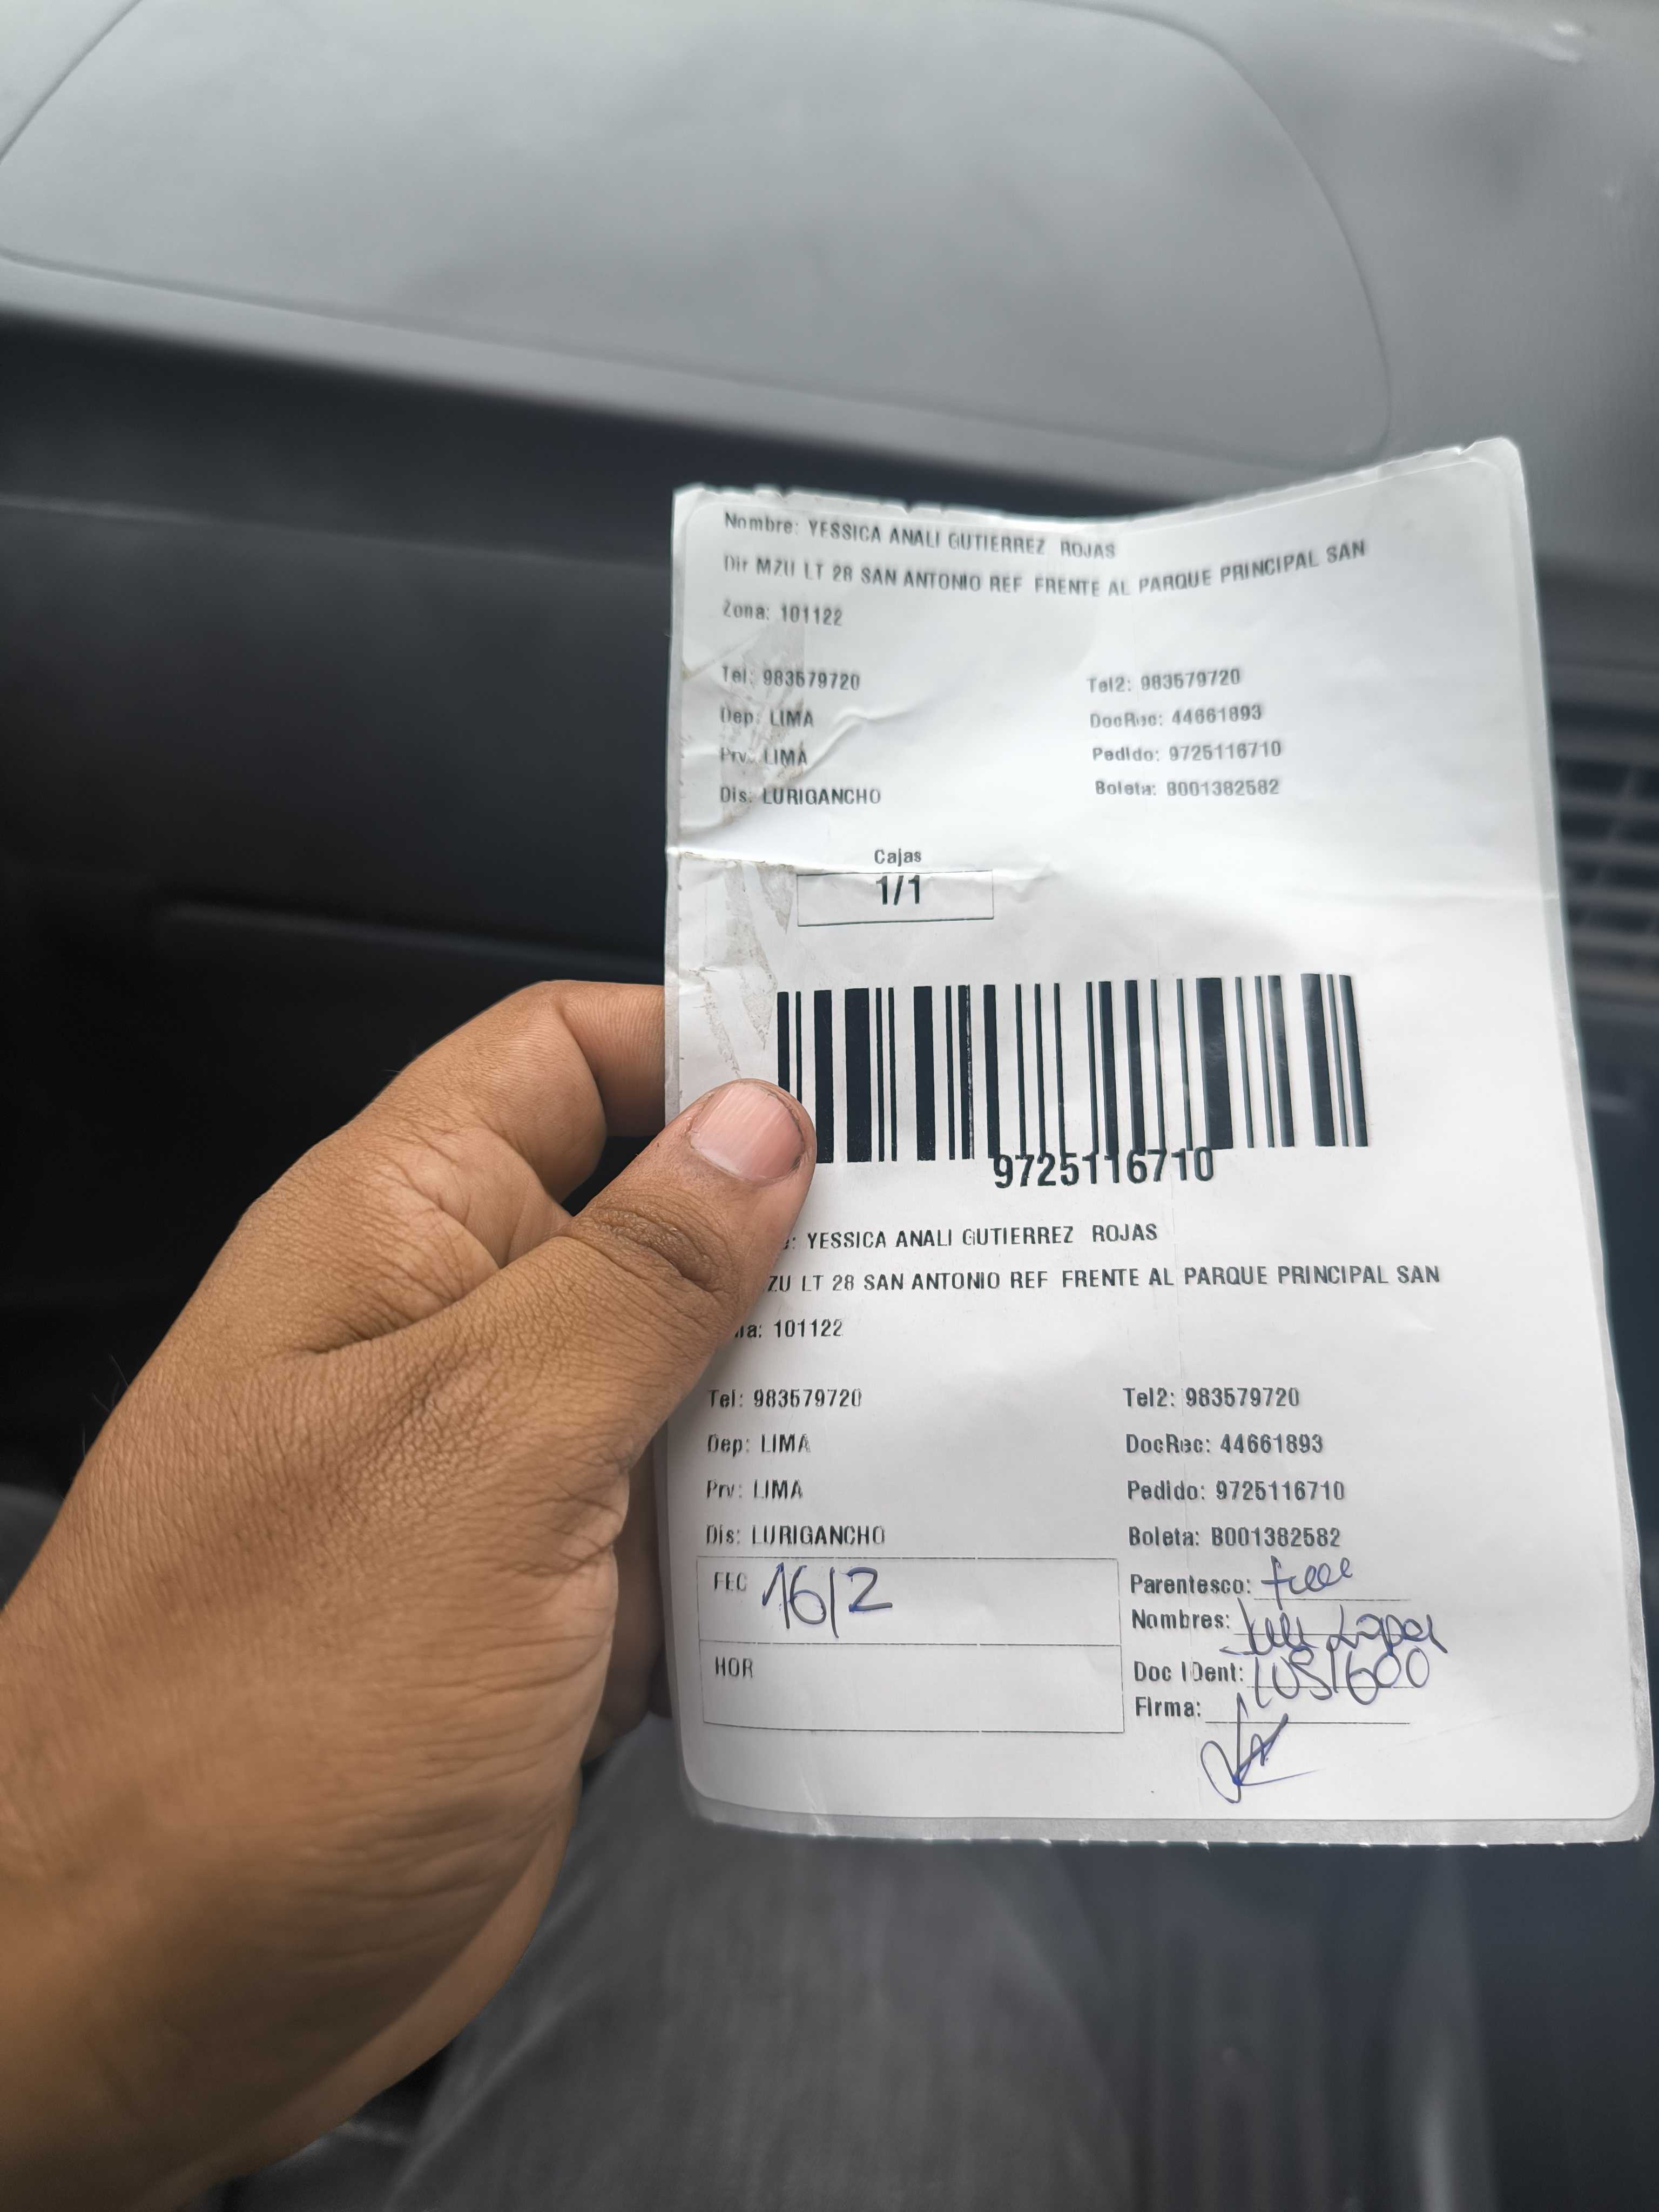 Nombre: YESSICA ANALI GUTIERREZ ROJAS
Dir MZU LT 28 SAN ANTONIO REF FRENTE AL PARQUE PRINCIPAL SAN
Zona: 101122
Tel: 983579720 Tel2: 983579720
Dep: LIMA DocRec: 44661893
Prv: LIMA Pedido: 9725116710
Dis: LURIGANCHO Boleta: B001382582
Cajas
1/1
9725116710
YESSICA ANALI GUTIERREZ ROJAS
ZU LT 28 SAN ANTONIO REF FRENTE AL PARQUE PRINCIPAL SAN
101122
Tel: 983579720 Tel2: 983579720
Dep: LIMA DocRec: 44661893
Prv: LIMA Pedido: 9725116710
Dis: LURIGANCHO Boleta: B001382582
FEC 16/2 Parentesco:
Nombres:
HOR Doc IDent:
Firma: